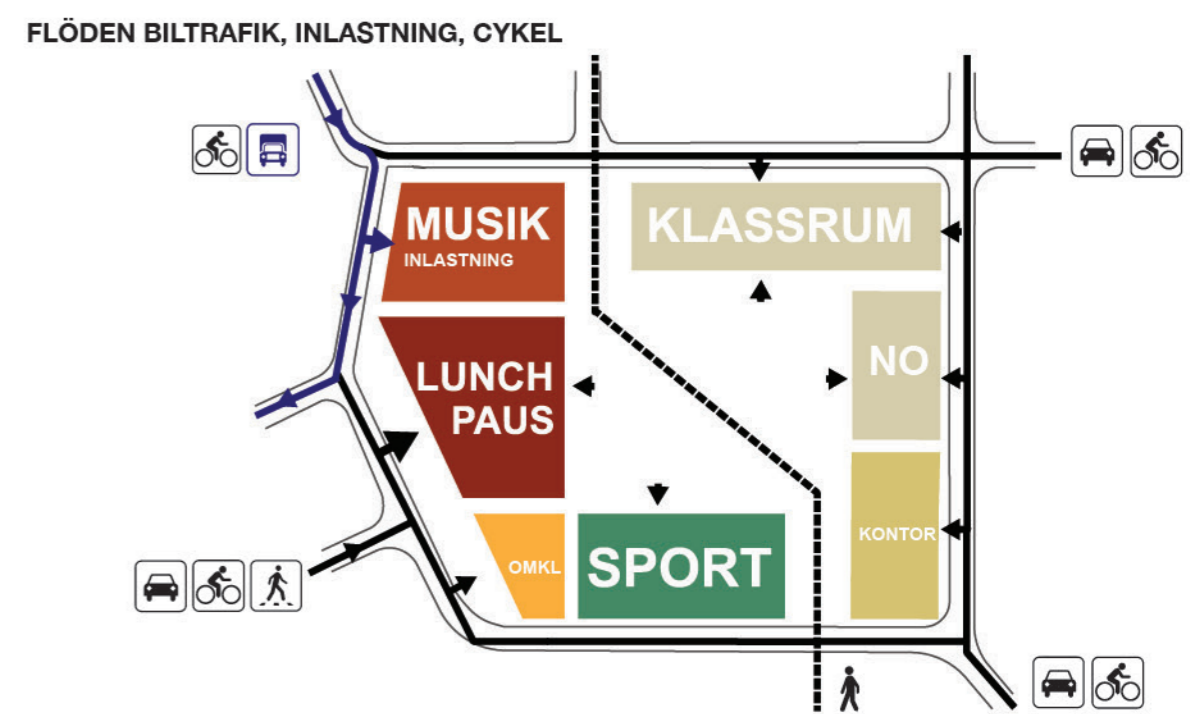 FLÖDEN BILTRAFIK, INLASTNING, CYKEL
MUSIK
INLASTNING
KLASSRUM
LUNCH
PAUS
NO
OMKL
SPORT
KONTOR